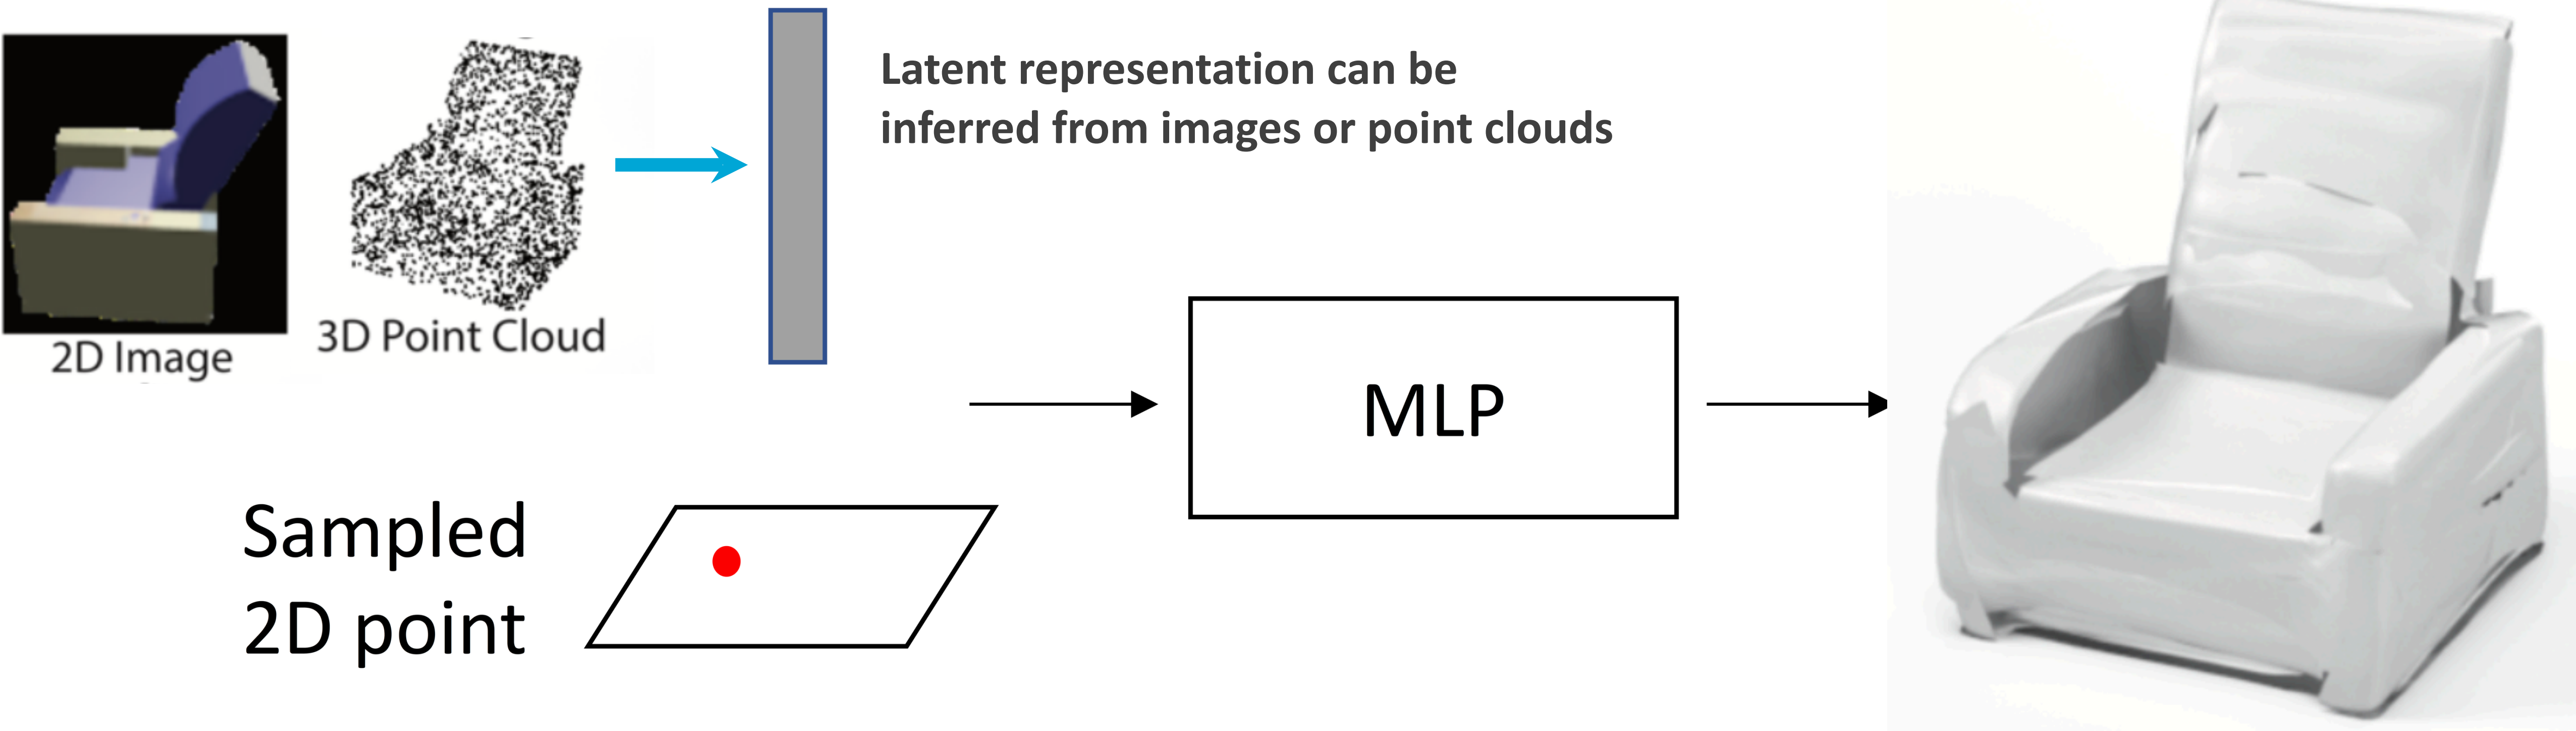 2D Image
3D Point Cloud
Latent representation can be
inferred from images or point clouds
MLP
Sampled
2D point